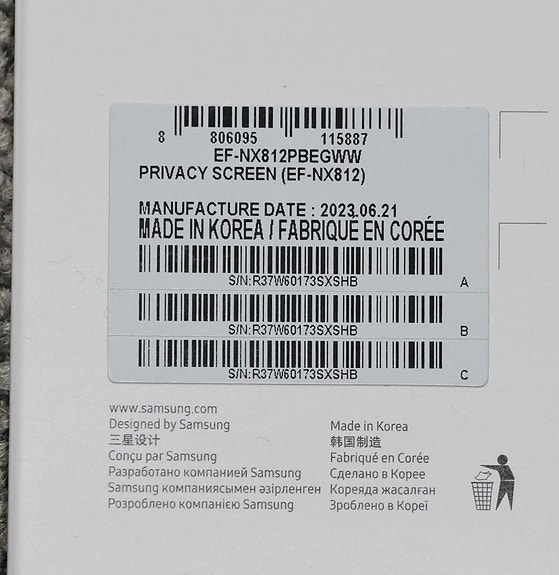 8 806095 115887
EF-NX812PBEGWW
PRIVACY SCREEN (EF-NX812)
MANUFACTURE DATE : 2023.06.21
MADE IN KOREA / FABRIQUÉ EN CORÉE
S/N:R37W60173SXSHB A
S/N:R37W60173SXSHB B
S/N:R37W60173SXSHB C
www.samsung.com
Designed by Samsung
三星设计
Conçu par Samsung
Разработано компанией Samsung
Samsung компаниясымен әзірленген
Розроблено компанією Samsung
Made in Korea
韩国制造
Fabriqué en Corée
Сделано в Корее
Кореяда жасалған
Зроблено в Кореї